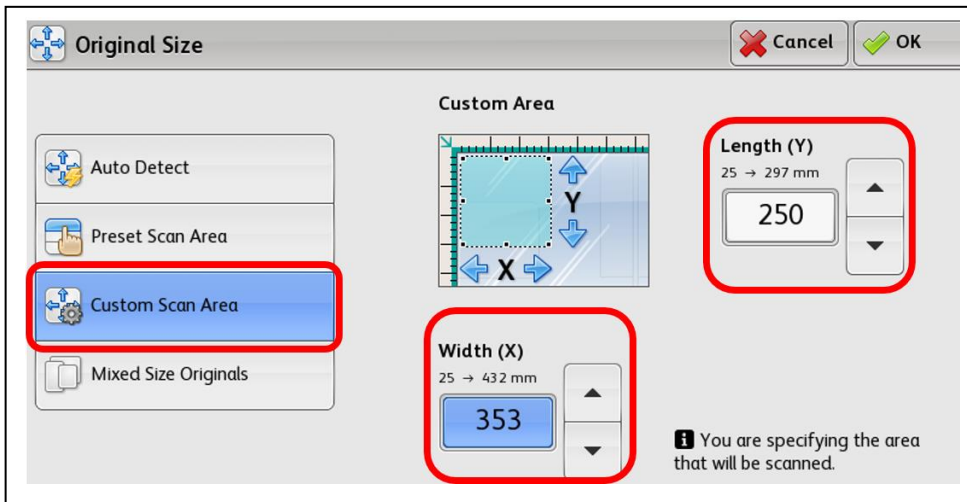 Original Size
Cancel
OK
Custom Area
Auto Detect
Preset Scan Area
Custom Scan Area
Mixed Size Originals
Y
X
Length (Y)
25 → 297 mm
250
Width (X)
25 → 432 mm
353
i You are specifying the area
that will be scanned.